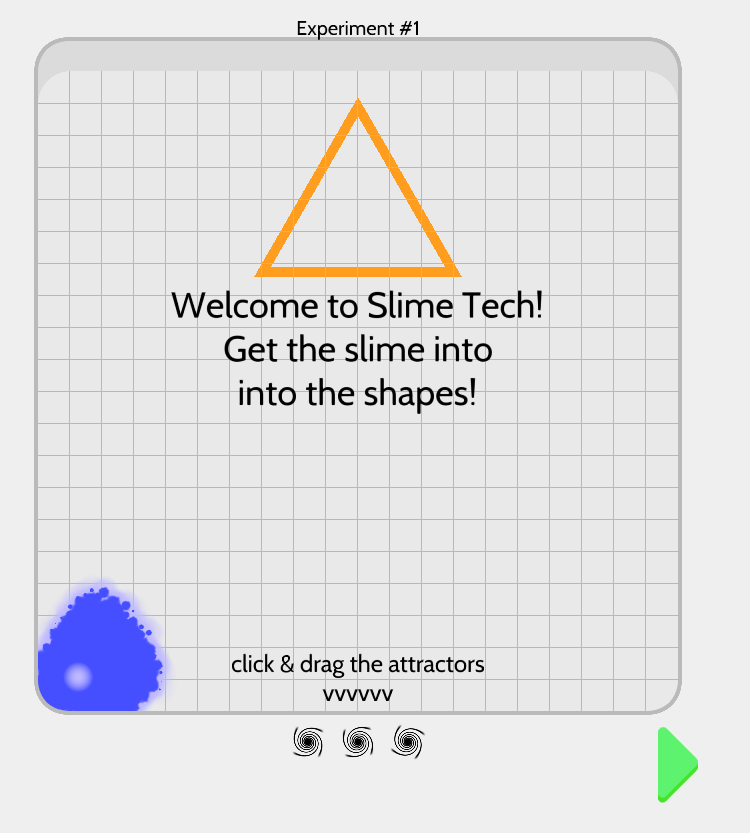 Experiment #1
Welcome to Slime Tech!
Get the slime into
into the shapes!
click & drag the attractors
vvvvvv